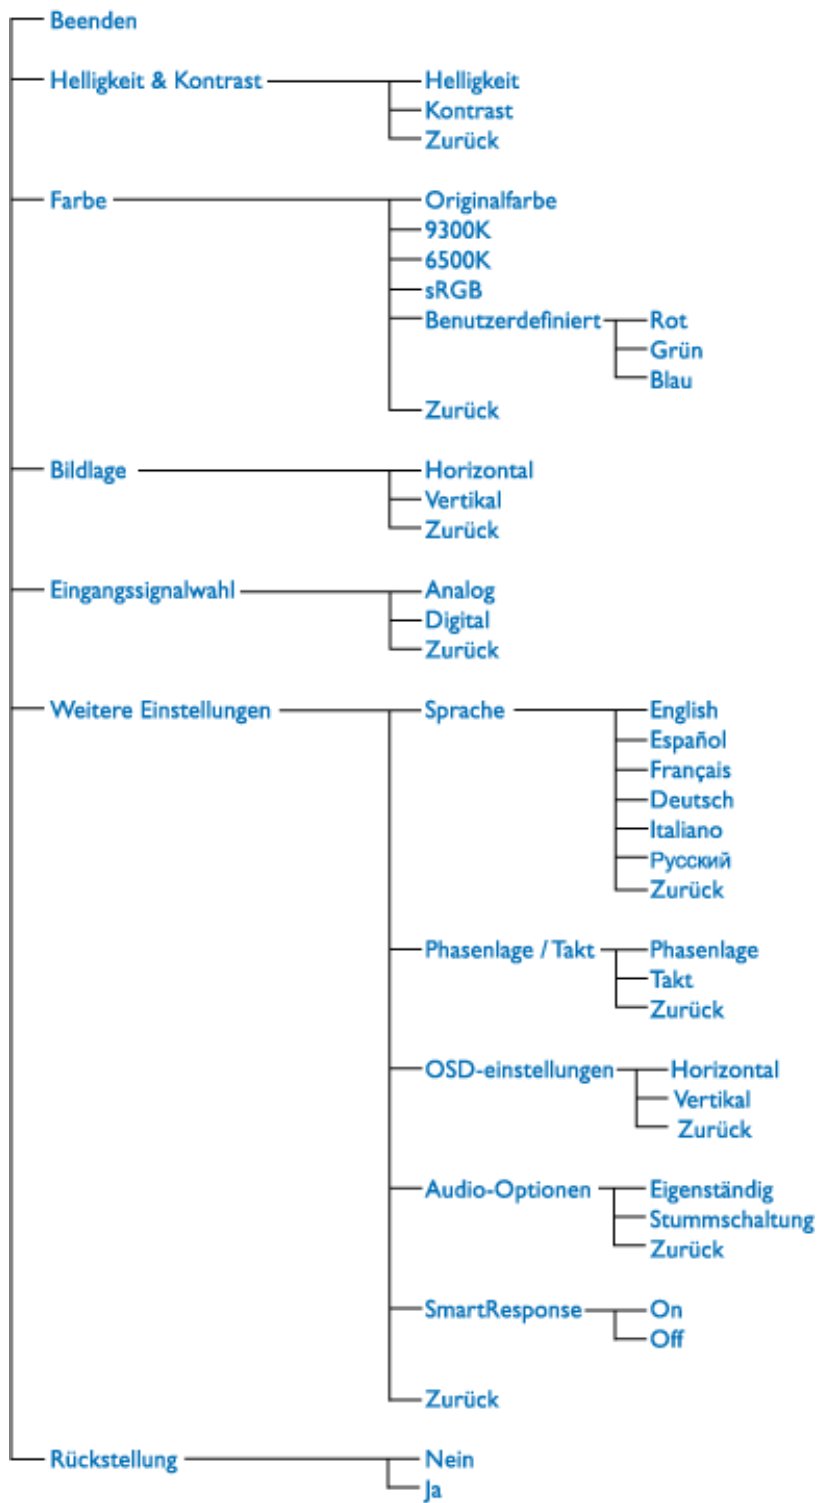 Beenden
Helligkeit & Kontrast Helligkeit
Kontrast
Zurück
Farbe Originalfarbe
9300K
6500K
sRGB
Benutzerdefiniert Rot
Grün
Blau
Zurück
Bildlage Horizontal
Vertikal
Zurück
Eingangssignalwahl Analog
Digital
Zurück
Weitere Einstellungen Sprache English
Español
Français
Deutsch
Italiano
Русский
Zurück
Phasenlage / Takt Phasenlage
Takt
Zurück
OSD-einstellungen Horizontal
Vertikal
Zurück
Audio-Optionen Eigenständig
Stummschaltung
Zurück
SmartResponse On
Off
Zurück
Rückstellung Nein
Ja